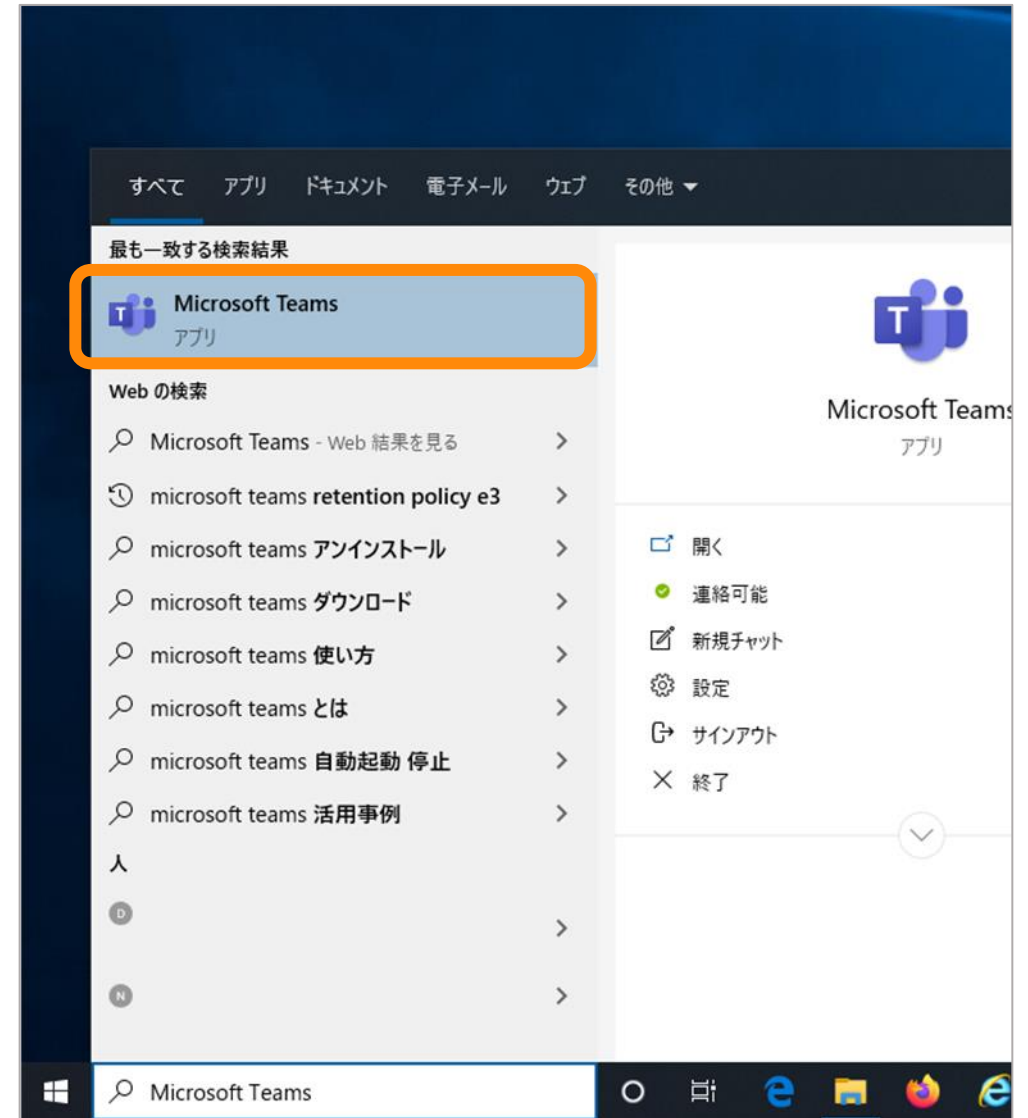 すべて アプリ ドキュメント 電子メール ウェブ その他
最も一致する検索結果
Microsoft Teams
アプリ
Web の検索
Microsoft Teams - Web 結果を見る
microsoft teams retention policy e3
microsoft teams アンインストール
microsoft teams ダウンロード
microsoft teams 使い方
microsoft teams とは
microsoft teams 自動起動 停止
microsoft teams 活用事例
人
D
N
Microsoft Teams
T
Microsoft Teams
アプリ
開く
連絡可能
新規チャット
設定
サインアウト
終了